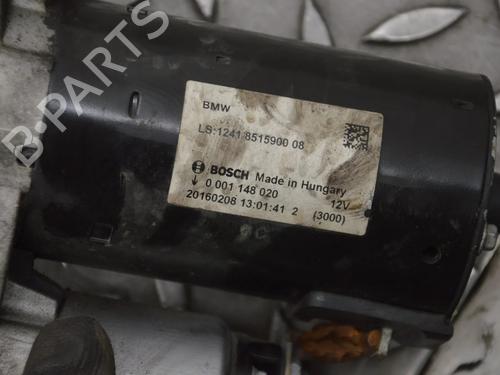 B-PARTS
BMW
LS:1241 8515900 08
BOSCH Made in Hungary
↓ 0 001 148 020 12V
20160208 13:01:41 2 (3000)